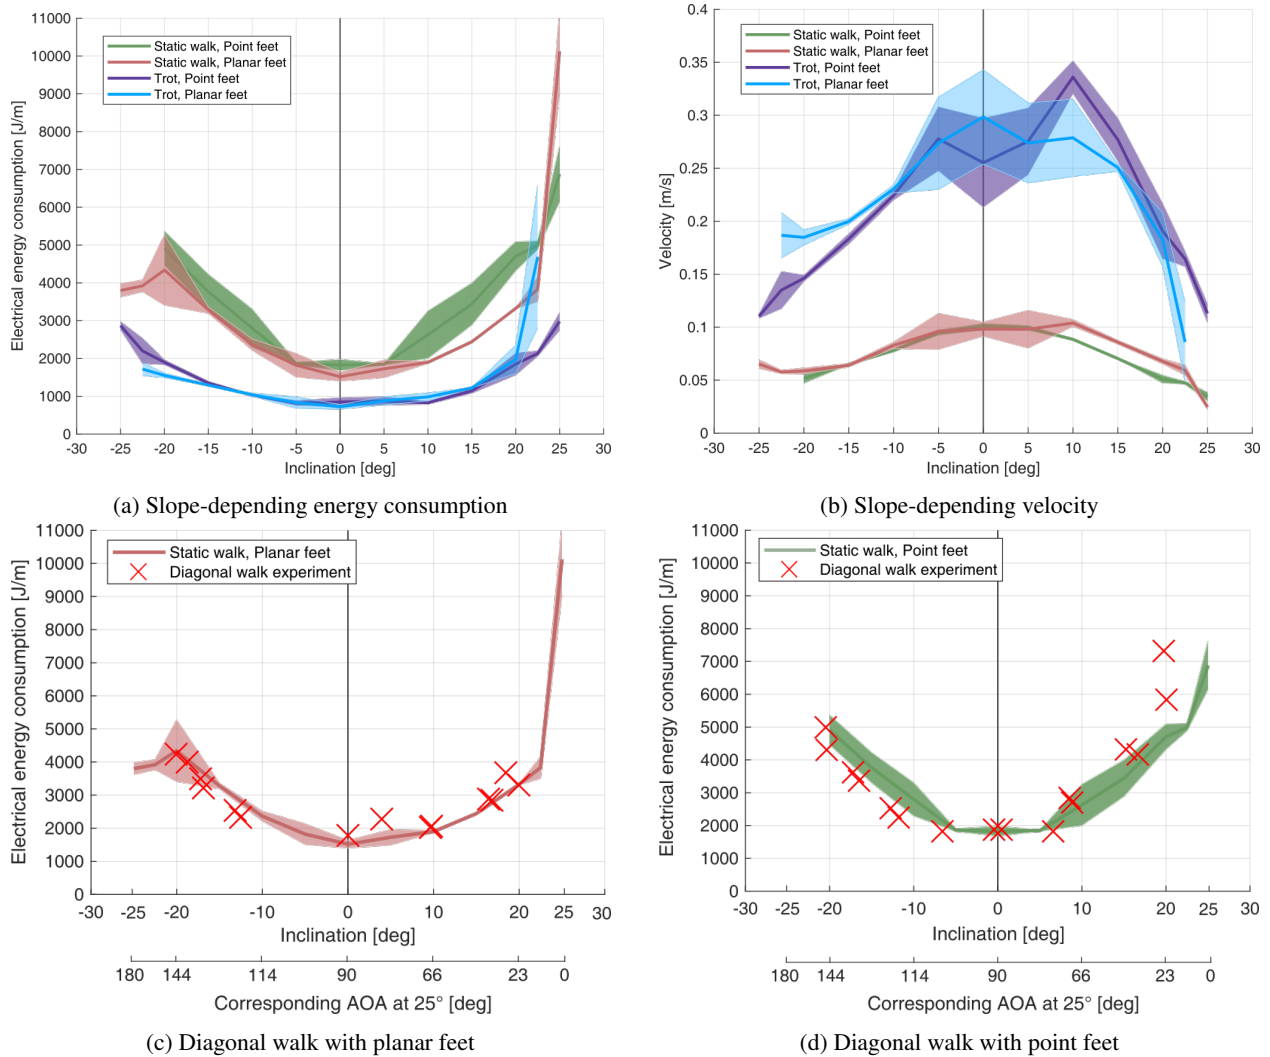 11000
10000
9000
8000
7000
6000
5000
4000
3000
2000
1000
0
Electrical energy consumption [J/m]
Static walk, Point feet
Static walk, Planar feet
Trot, Point feet
Trot, Planar feet
-30 -25 -20 -15 -10 -5 0 5 10 15 20 25 30
Inclination [deg]
(a) Slope-depending energy consumption
0.4
0.35
0.3
0.25
0.2
0.15
0.1
0.05
0
Velocity [m/s]
Static walk, Point feet
Static walk, Planar feet
Trot, Point feet
Trot, Planar feet
-30 -25 -20 -15 -10 -5 0 5 10 15 20 25 30
Inclination [deg]
(b) Slope-depending velocity
11000
10000
9000
8000
7000
6000
5000
4000
3000
2000
1000
0
Electrical energy consumption [J/m]
Static walk, Planar feet
Diagonal walk experiment
-30 -25 -20 -10 0 10 20 25 30
Inclination [deg]
180 144 114 90 66 23 0
Corresponding AOA at 25° [deg]
(c) Diagonal walk with planar feet
11000
10000
9000
8000
7000
6000
5000
4000
3000
2000
1000
0
Electrical energy consumption [J/m]
Static walk, Point feet
Diagonal walk experiment
-30 -25 -20 -10 0 10 20 25 30
Inclination [deg]
180 144 114 90 66 23 0
Corresponding AOA at 25° [deg]
(d) Diagonal walk with point feet